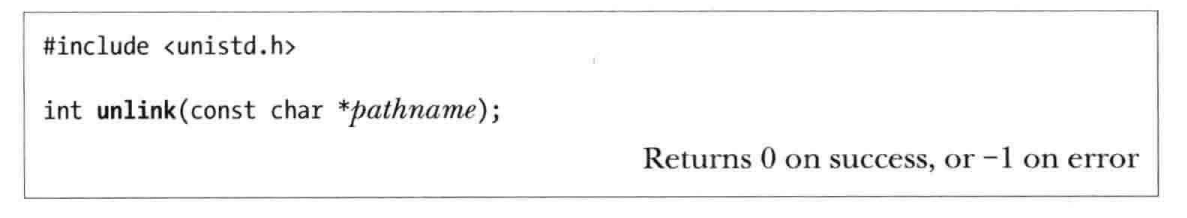 #include <unistd.h>
int unlink(const char *pathname);
Returns 0 on success, or −1 on error